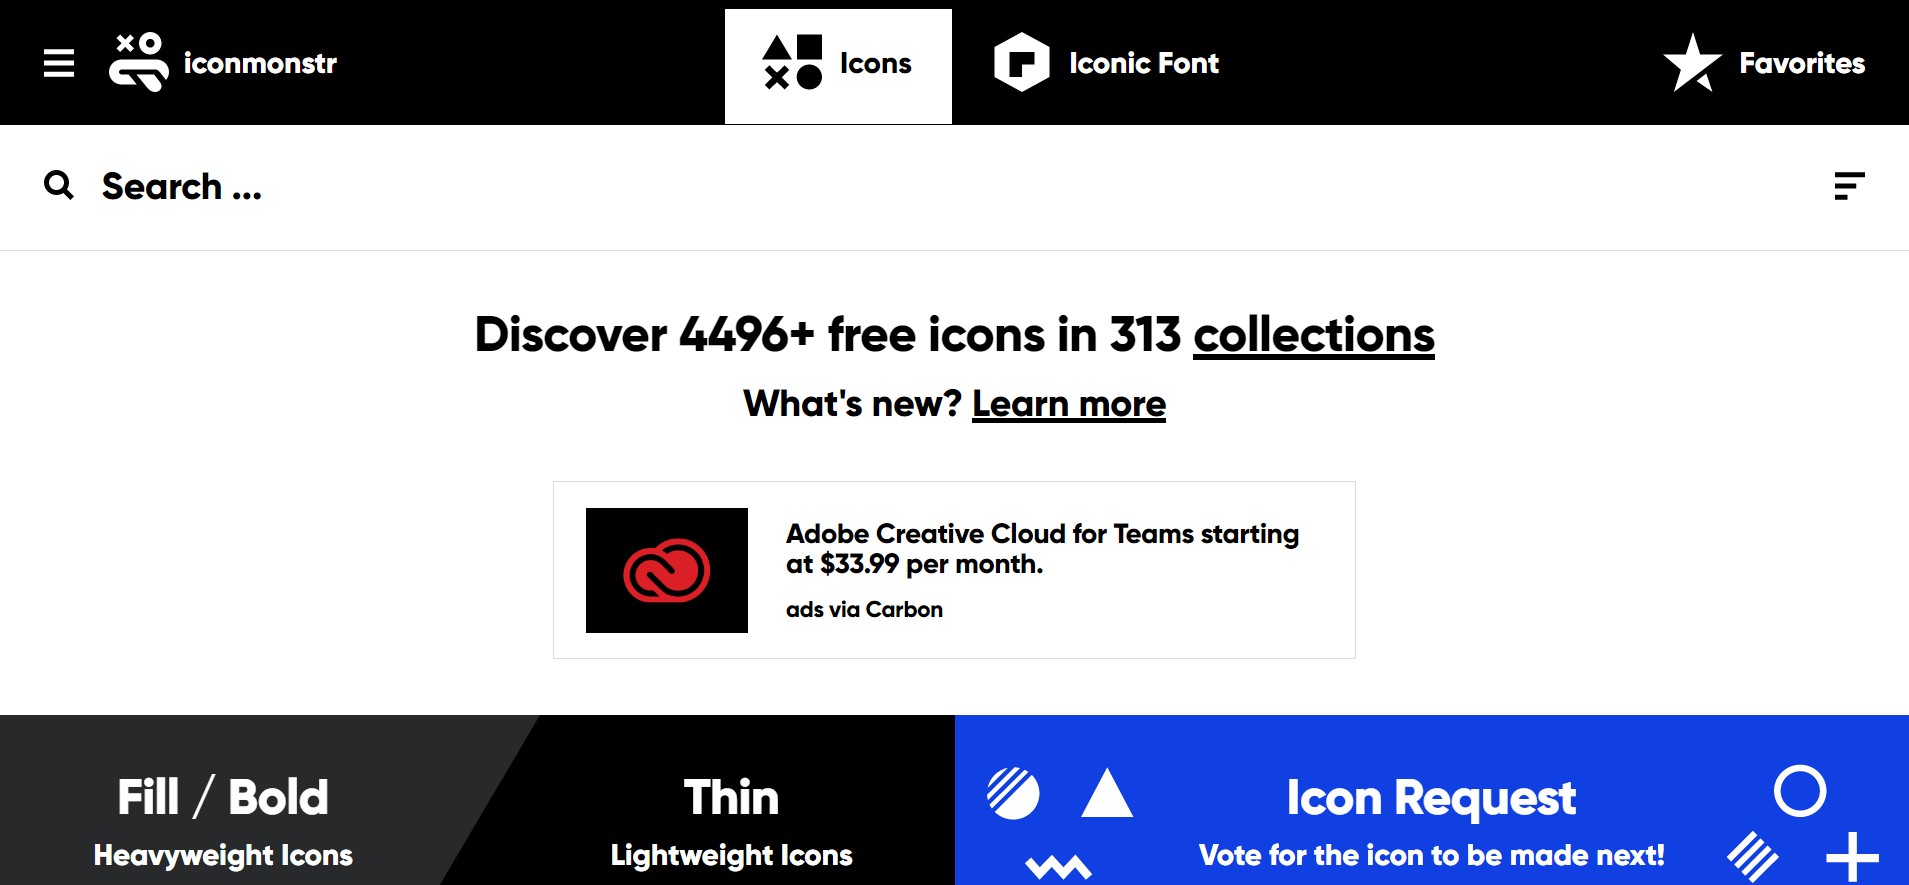 iconmonstr
Icons
Iconic Font
Favorites
Search ...
Discover 4496+ free icons in 313 collections
What's new? Learn more
Adobe Creative Cloud for Teams starting
at $33.99 per month.
ads via Carbon
Fill / Bold
Heavyweight Icons
Thin
Lightweight Icons
Icon Request
Vote for the icon to be made next!